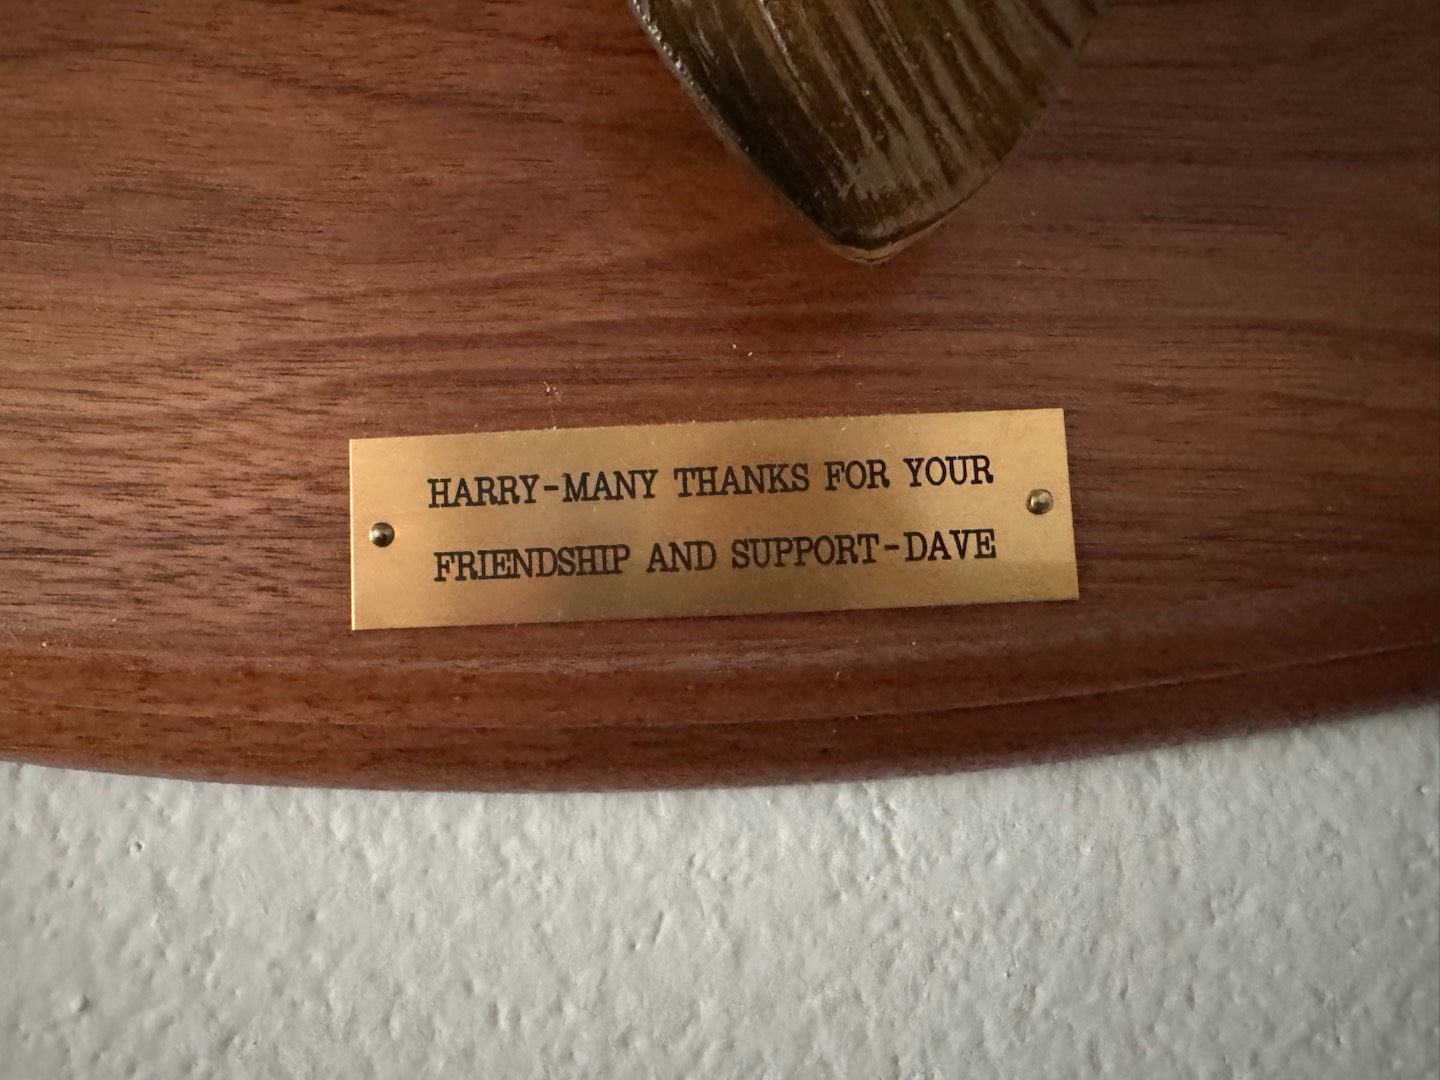 HARRY-MANY THANKS FOR YOUR
FRIENDSHIP AND SUPPORT-DAVE